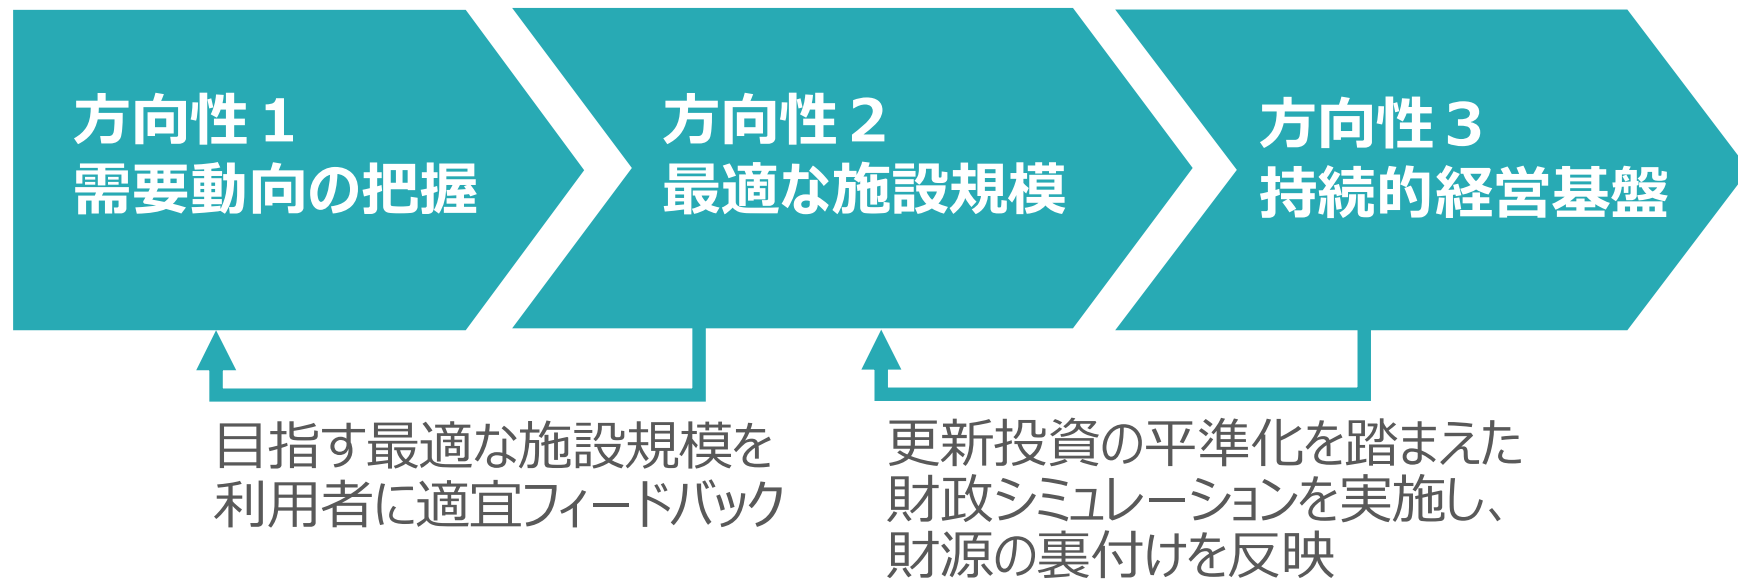 方向性１
需要動向の把握
方向性２
最適な施設規模
方向性３
持続的経営基盤
目指す最適な施設規模を
利用者に適宜フィードバック
更新投資の平準化を踏まえた
財政シミュレーションを実施し、
財源の裏付けを反映